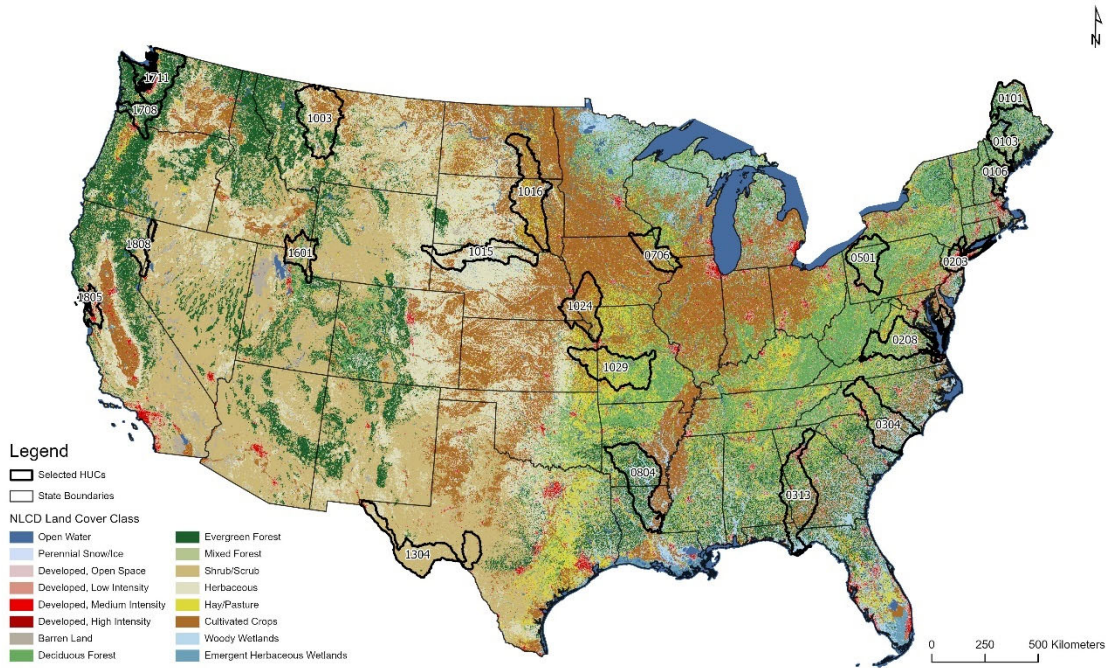 N
1711
1708
1003
0101
0103
0106
1016
1808
1601
1015
0706
0501
0203
1805
1024
0208
1029
0304
0804
0313
1304
Legend
Selected HUCs
State Boundaries
NLCD Land Cover Class
Open Water
Perennial Snow/Ice
Developed, Open Space
Developed, Low Intensity
Developed, Medium Intensity
Developed, High Intensity
Barren Land
Deciduous Forest
Evergreen Forest
Mixed Forest
Shrub/Scrub
Herbaceous
Hay/Pasture
Cultivated Crops
Woody Wetlands
Emergent Herbaceous Wetlands
0 250 500 Kilometers